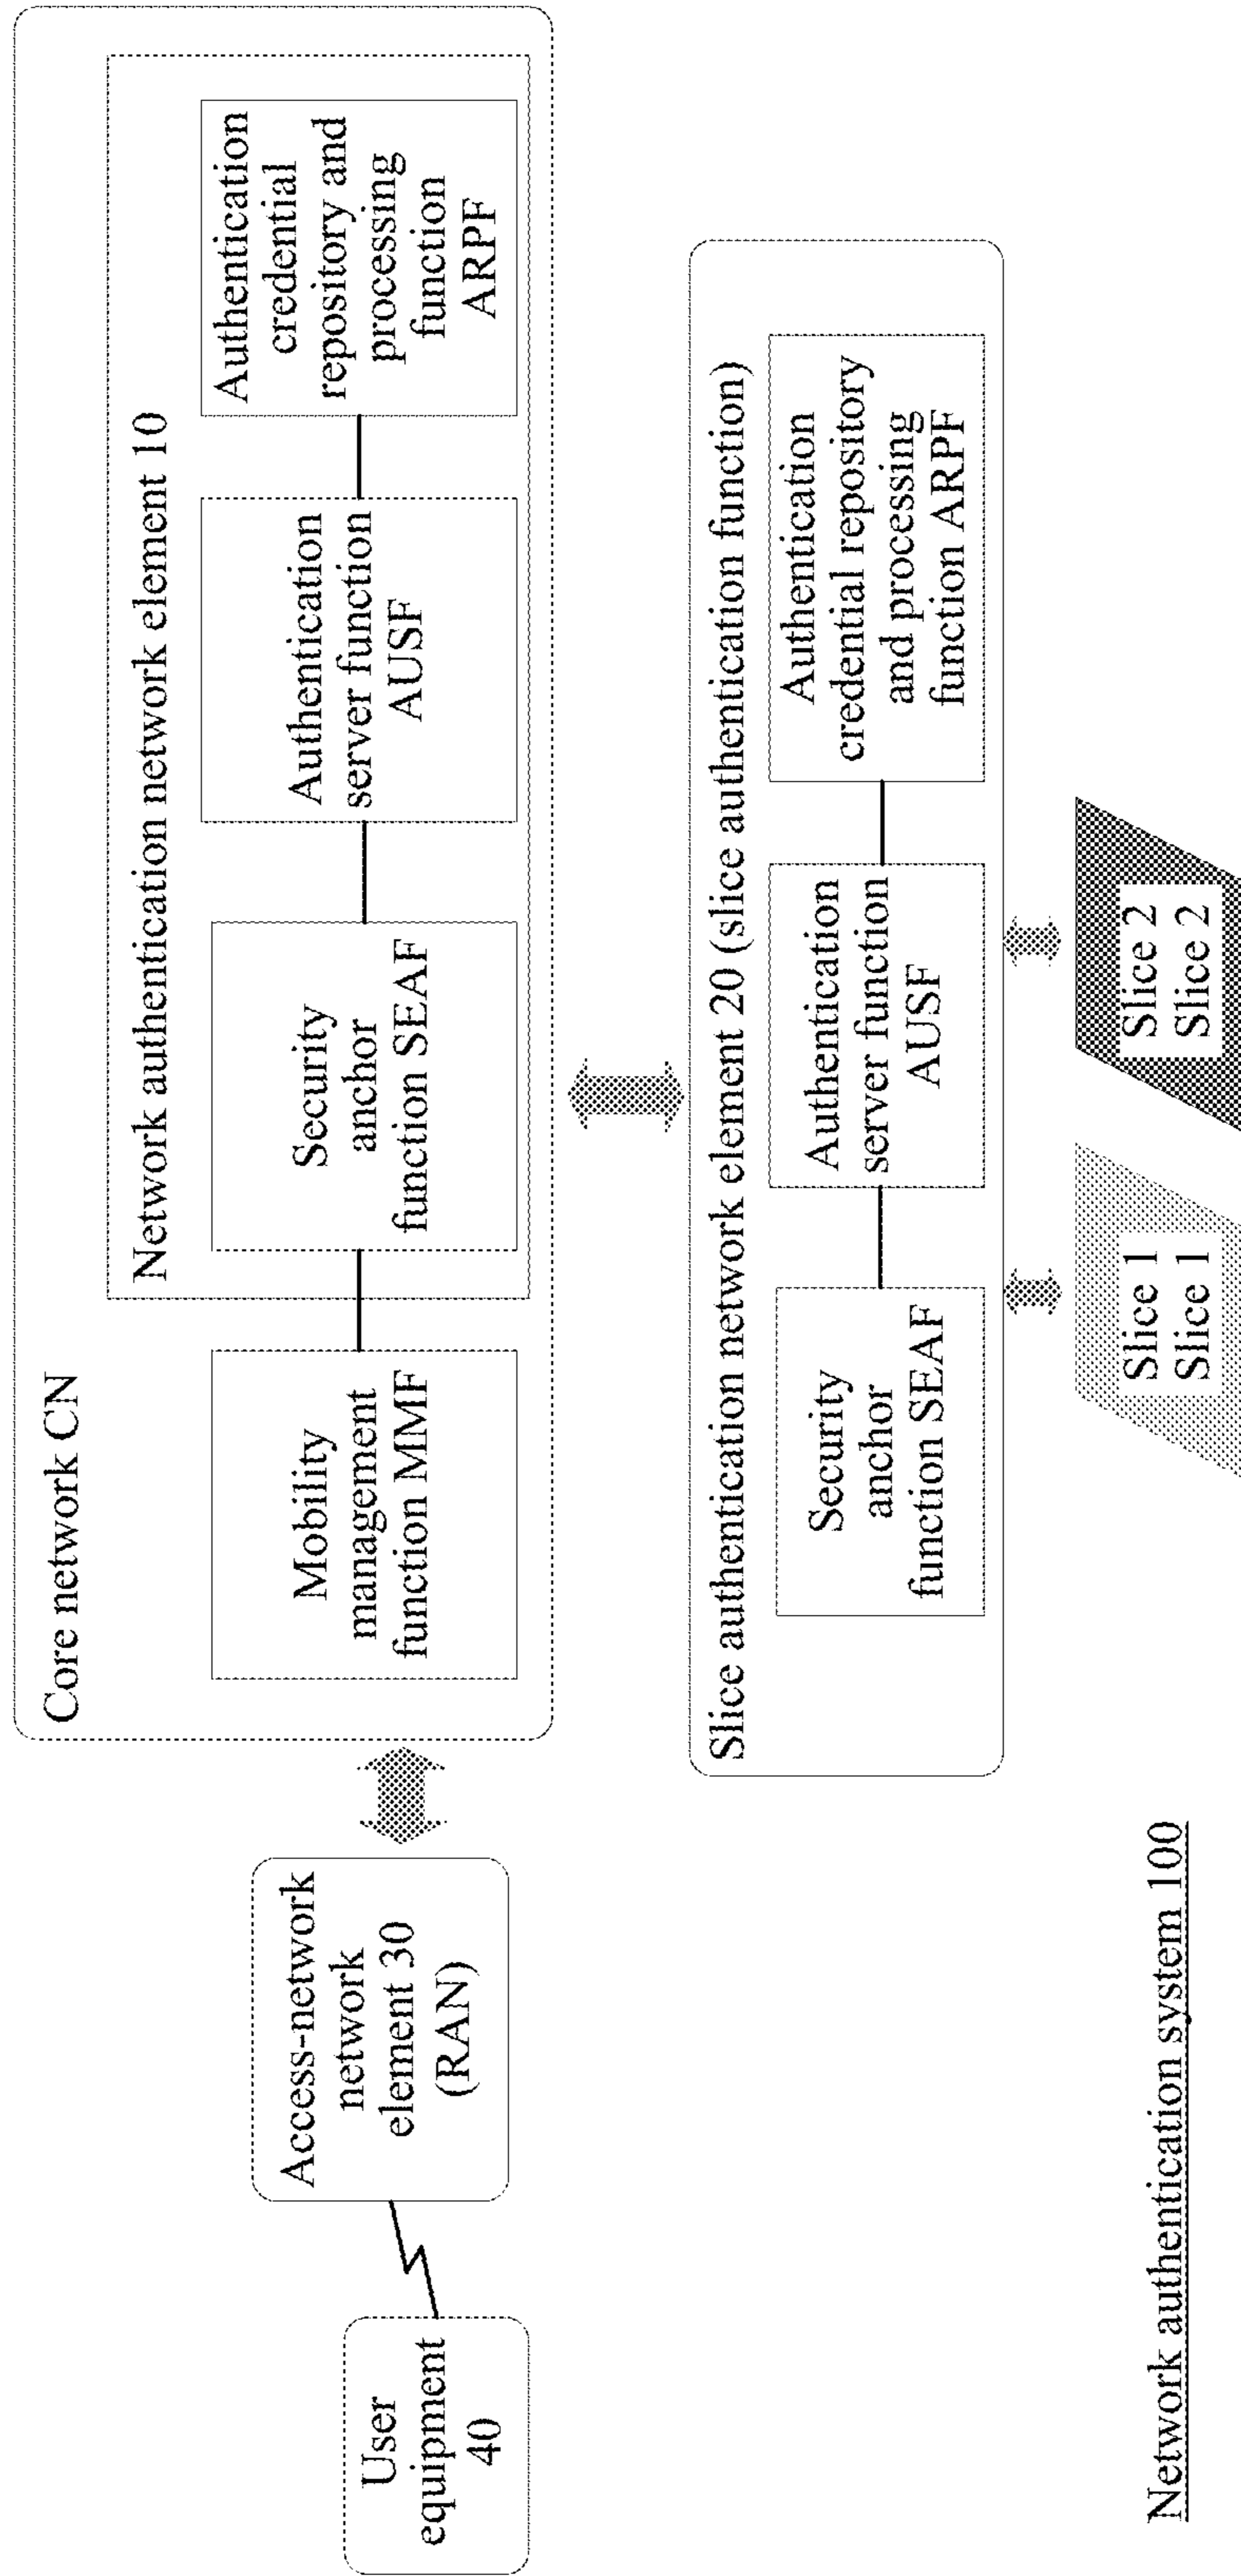 Core network CN
Network authentication network element 10
User
equipment
40
Access-network
network
element 30
(RAN)
Mobility
management
function MMF
Security
anchor
function SEAF
Authentication
server function
AUSF
Authentication
credential
repository and
processing
function
ARPF
Slice authentication network element 20 (slice authentication function)
Security
anchor
function SEAF
Authentication
server function
AUSF
Authentication
credential repository
and processing
function ARPF
Slice 1
Slice 1
Slice 2
Slice 2
Network authentication system 100